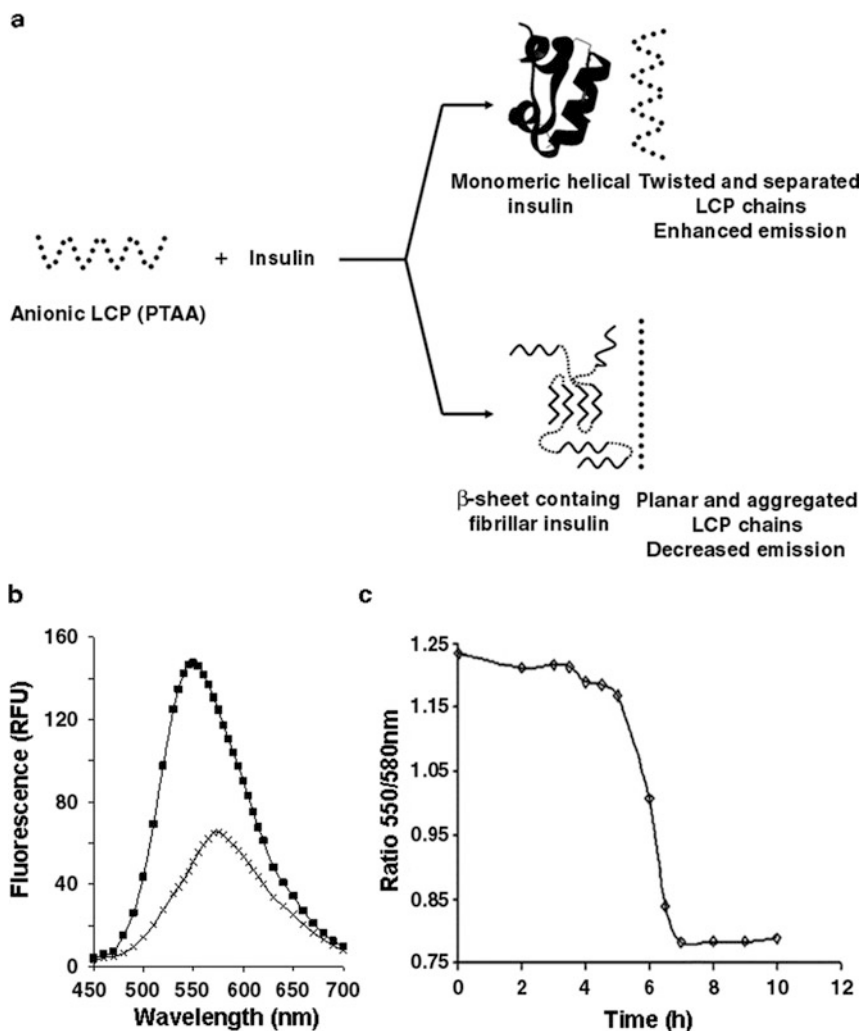 a
Monomeric helical
insulin
Twisted and separated
LCP chains
Enhanced emission
+ Insulin
Anionic LCP (PTAA)
β-sheet containg
fibrillar insulin
Planar and aggregated
LCP chains
Decreased emission
b
160
120
80
40
0
Fluorescence (RFU)
450 500 550 600 650 700
Wavelength (nm)
c
1.25
1.15
1.05
0.95
0.85
0.75
Ratio 550/580nm
0 2 4 6 8 10 12
Time (h)